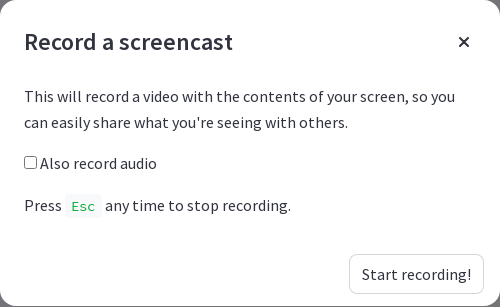 Record a screencast
This will record a video with the contents of your screen, so you
can easily share what you're seeing with others.
Also record audio
Press Esc any time to stop recording.
Start recording!